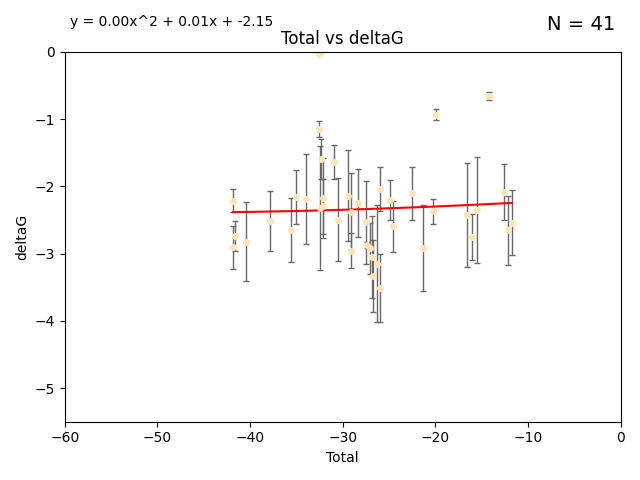 y = 0.00x^2 + 0.01x + -2.15
N = 41
Total vs deltaG
0
−1
−2
−3
−4
−5
deltaG
−60 −50 −40 −30 −20 −10 0
Total